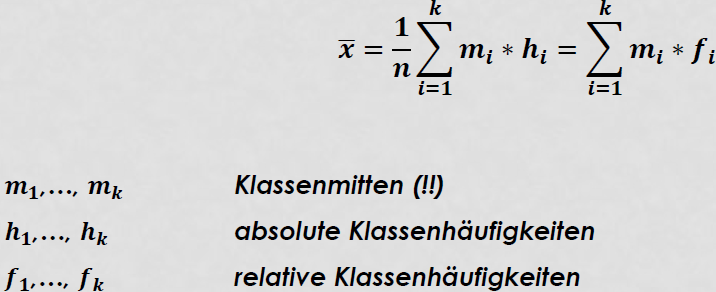 x̅ = 1/n ∑_{i=1}^{k} m_i * h_i = ∑_{i=1}^{k} m_i * f_i
m_1,…, m_k Klassenmitten (!!)
h_1,…, h_k absolute Klassenhäufigkeiten
f_1,…, f_k relative Klassenhäufigkeiten